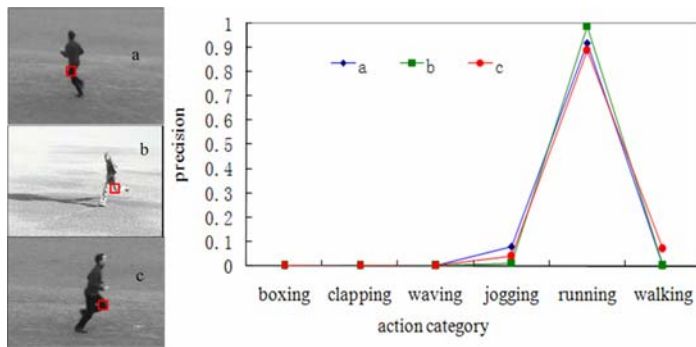 a
b
c
precision
1
0.9
0.8
0.7
0.6
0.5
0.4
0.3
0.2
0.1
0
a b c
boxing clapping waving jogging running walking
action category